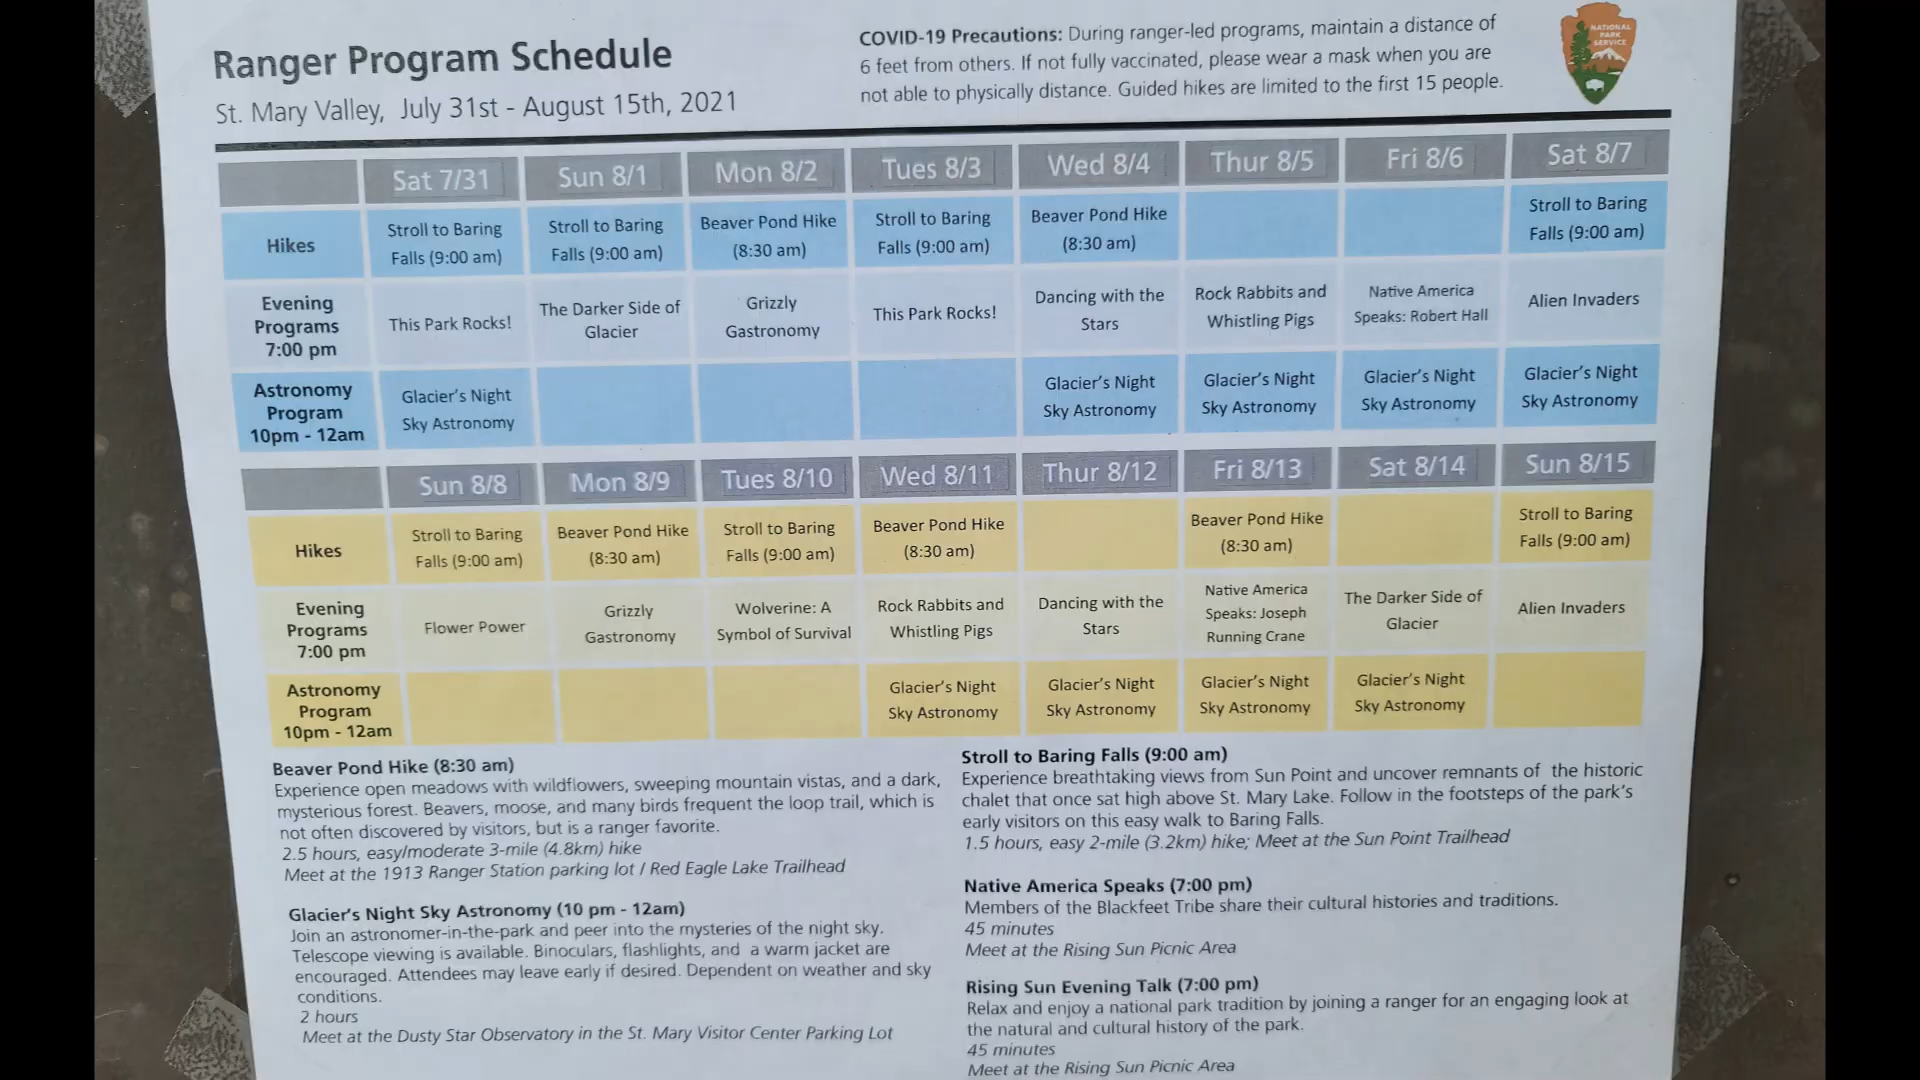 Ranger Program Schedule
St. Mary Valley, July 31st - August 15th, 2021
COVID-19 Precautions: During ranger-led programs, maintain a distance of
6 feet from others. If not fully vaccinated, please wear a mask when you are
not able to physically distance. Guided hikes are limited to the first 15 people.
NATIONAL
PARK
SERVICE
Sat 7/31 Sun 8/1 Mon 8/2 Tues 8/3 Wed 8/4 Thur 8/5 Fri 8/6 Sat 8/7
Hikes
Stroll to Baring
Falls (9:00 am)
Stroll to Baring
Falls (9:00 am)
Beaver Pond Hike
(8:30 am)
Stroll to Baring
Falls (9:00 am)
Beaver Pond Hike
(8:30 am)
Stroll to Baring
Falls (9:00 am)
Evening
Programs
7:00 pm
This Park Rocks!
The Darker Side of
Glacier
Grizzly
Gastronomy
This Park Rocks!
Dancing with the
Stars
Rock Rabbits and
Whistling Pigs
Native America
Speaks: Robert Hall
Alien Invaders
Astronomy
Program
10pm - 12am
Glacier's Night
Sky Astronomy
Glacier's Night
Sky Astronomy
Glacier's Night
Sky Astronomy
Glacier's Night
Sky Astronomy
Glacier's Night
Sky Astronomy
Sun 8/8 Mon 8/9 Tues 8/10 Wed 8/11 Thur 8/12 Fri 8/13 Sat 8/14 Sun 8/15
Hikes
Stroll to Baring
Falls (9:00 am)
Beaver Pond Hike
(8:30 am)
Stroll to Baring
Falls (9:00 am)
Beaver Pond Hike
(8:30 am)
Beaver Pond Hike
(8:30 am)
Stroll to Baring
Falls (9:00 am)
Evening
Programs
7:00 pm
Flower Power
Grizzly
Gastronomy
Wolverine: A
Symbol of Survival
Rock Rabbits and
Whistling Pigs
Dancing with the
Stars
Native America
Speaks: Joseph
Running Crane
The Darker Side of
Glacier
Alien Invaders
Astronomy
Program
10pm - 12am
Glacier's Night
Sky Astronomy
Glacier's Night
Sky Astronomy
Glacier's Night
Sky Astronomy
Glacier's Night
Sky Astronomy
Beaver Pond Hike (8:30 am)
Experience open meadows with wildflowers, sweeping mountain vistas, and a dark,
mysterious forest. Beavers, moose, and many birds frequent the loop trail, which is
not often discovered by visitors, but is a ranger favorite.
2.5 hours, easy/moderate 3-mile (4.8km) hike
Meet at the 1913 Ranger Station parking lot / Red Eagle Lake Trailhead
Glacier's Night Sky Astronomy (10 pm - 12am)
Join an astronomer-in-the-park and peer into the mysteries of the night sky.
Telescope viewing is available. Binoculars, flashlights, and a warm jacket are
encouraged. Attendees may leave early if desired. Dependent on weather and sky
conditions.
2 hours
Meet at the Dusty Star Observatory in the St. Mary Visitor Center Parking Lot
Stroll to Baring Falls (9:00 am)
Experience breathtaking views from Sun Point and uncover remnants of the historic
chalet that once sat high above St. Mary Lake. Follow in the footsteps of the park's
early visitors on this easy walk to Baring Falls.
1.5 hours, easy 2-mile (3.2km) hike; Meet at the Sun Point Trailhead
Native America Speaks (7:00 pm)
Members of the Blackfeet Tribe share their cultural histories and traditions.
45 minutes
Meet at the Rising Sun Picnic Area
Rising Sun Evening Talk (7:00 pm)
Relax and enjoy a national park tradition by joining a ranger for an engaging look at
the natural and cultural history of the park.
45 minutes
Meet at the Rising Sun Picnic Area